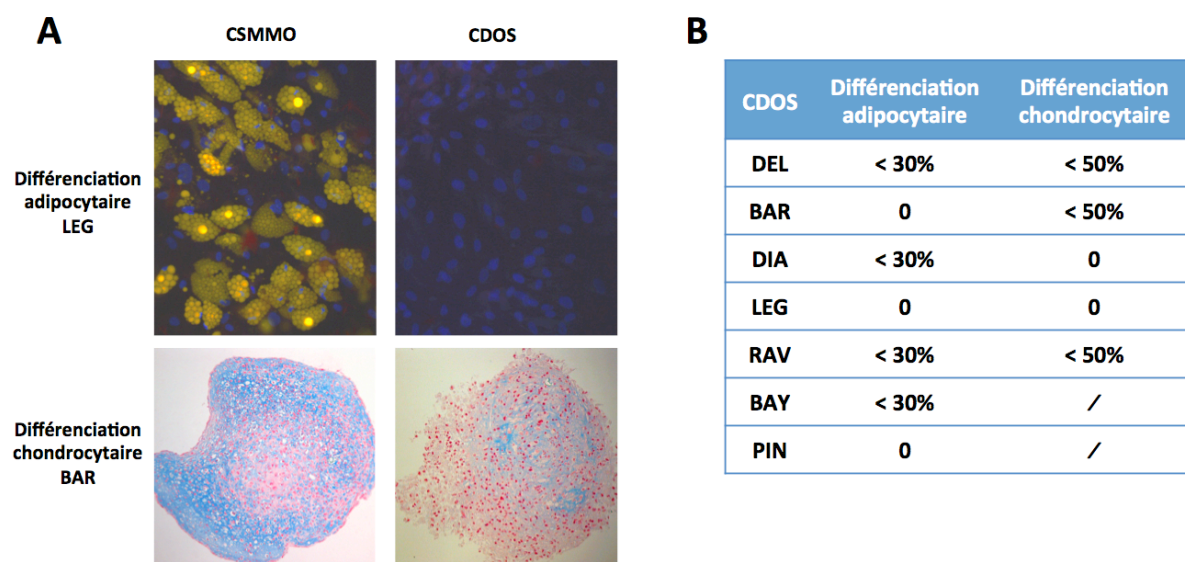 A
CSMMO
CDOS
Différenciation
adipocytaire
LEG
Différenciation
chondrocytaire
BAR
B
CDOS Différenciation adipocytaire Différenciation chondrocytaire
DEL < 30% < 50%
BAR 0 < 50%
DIA < 30% 0
LEG 0 0
RAV < 30% < 50%
BAY < 30% /
PIN 0 /